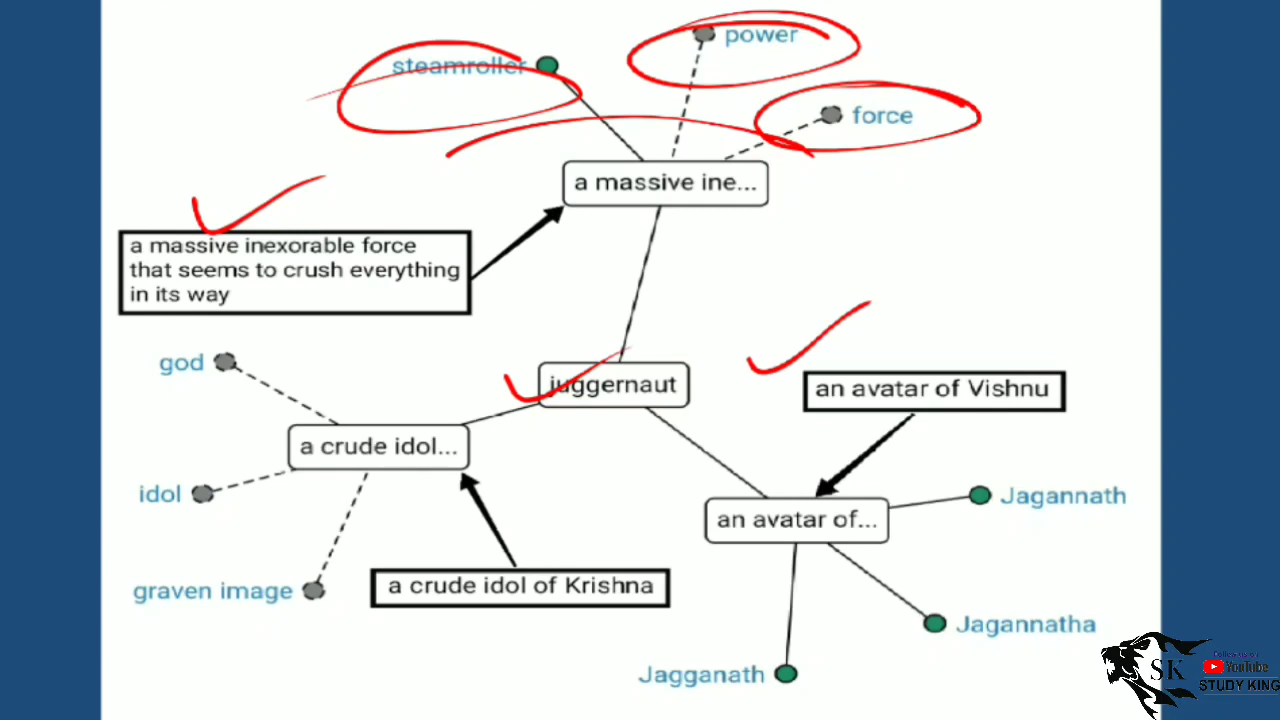 power
steamroller
force
a massive ine...
a massive inexorable force
that seems to crush everything
in its way
god
juggernaut
an avatar of Vishnu
a crude idol...
idol
Jagannath
an avatar of...
a crude idol of Krishna
graven image
Jagannatha
Jagganath
Following on
SK
YouTube
STUDY KING